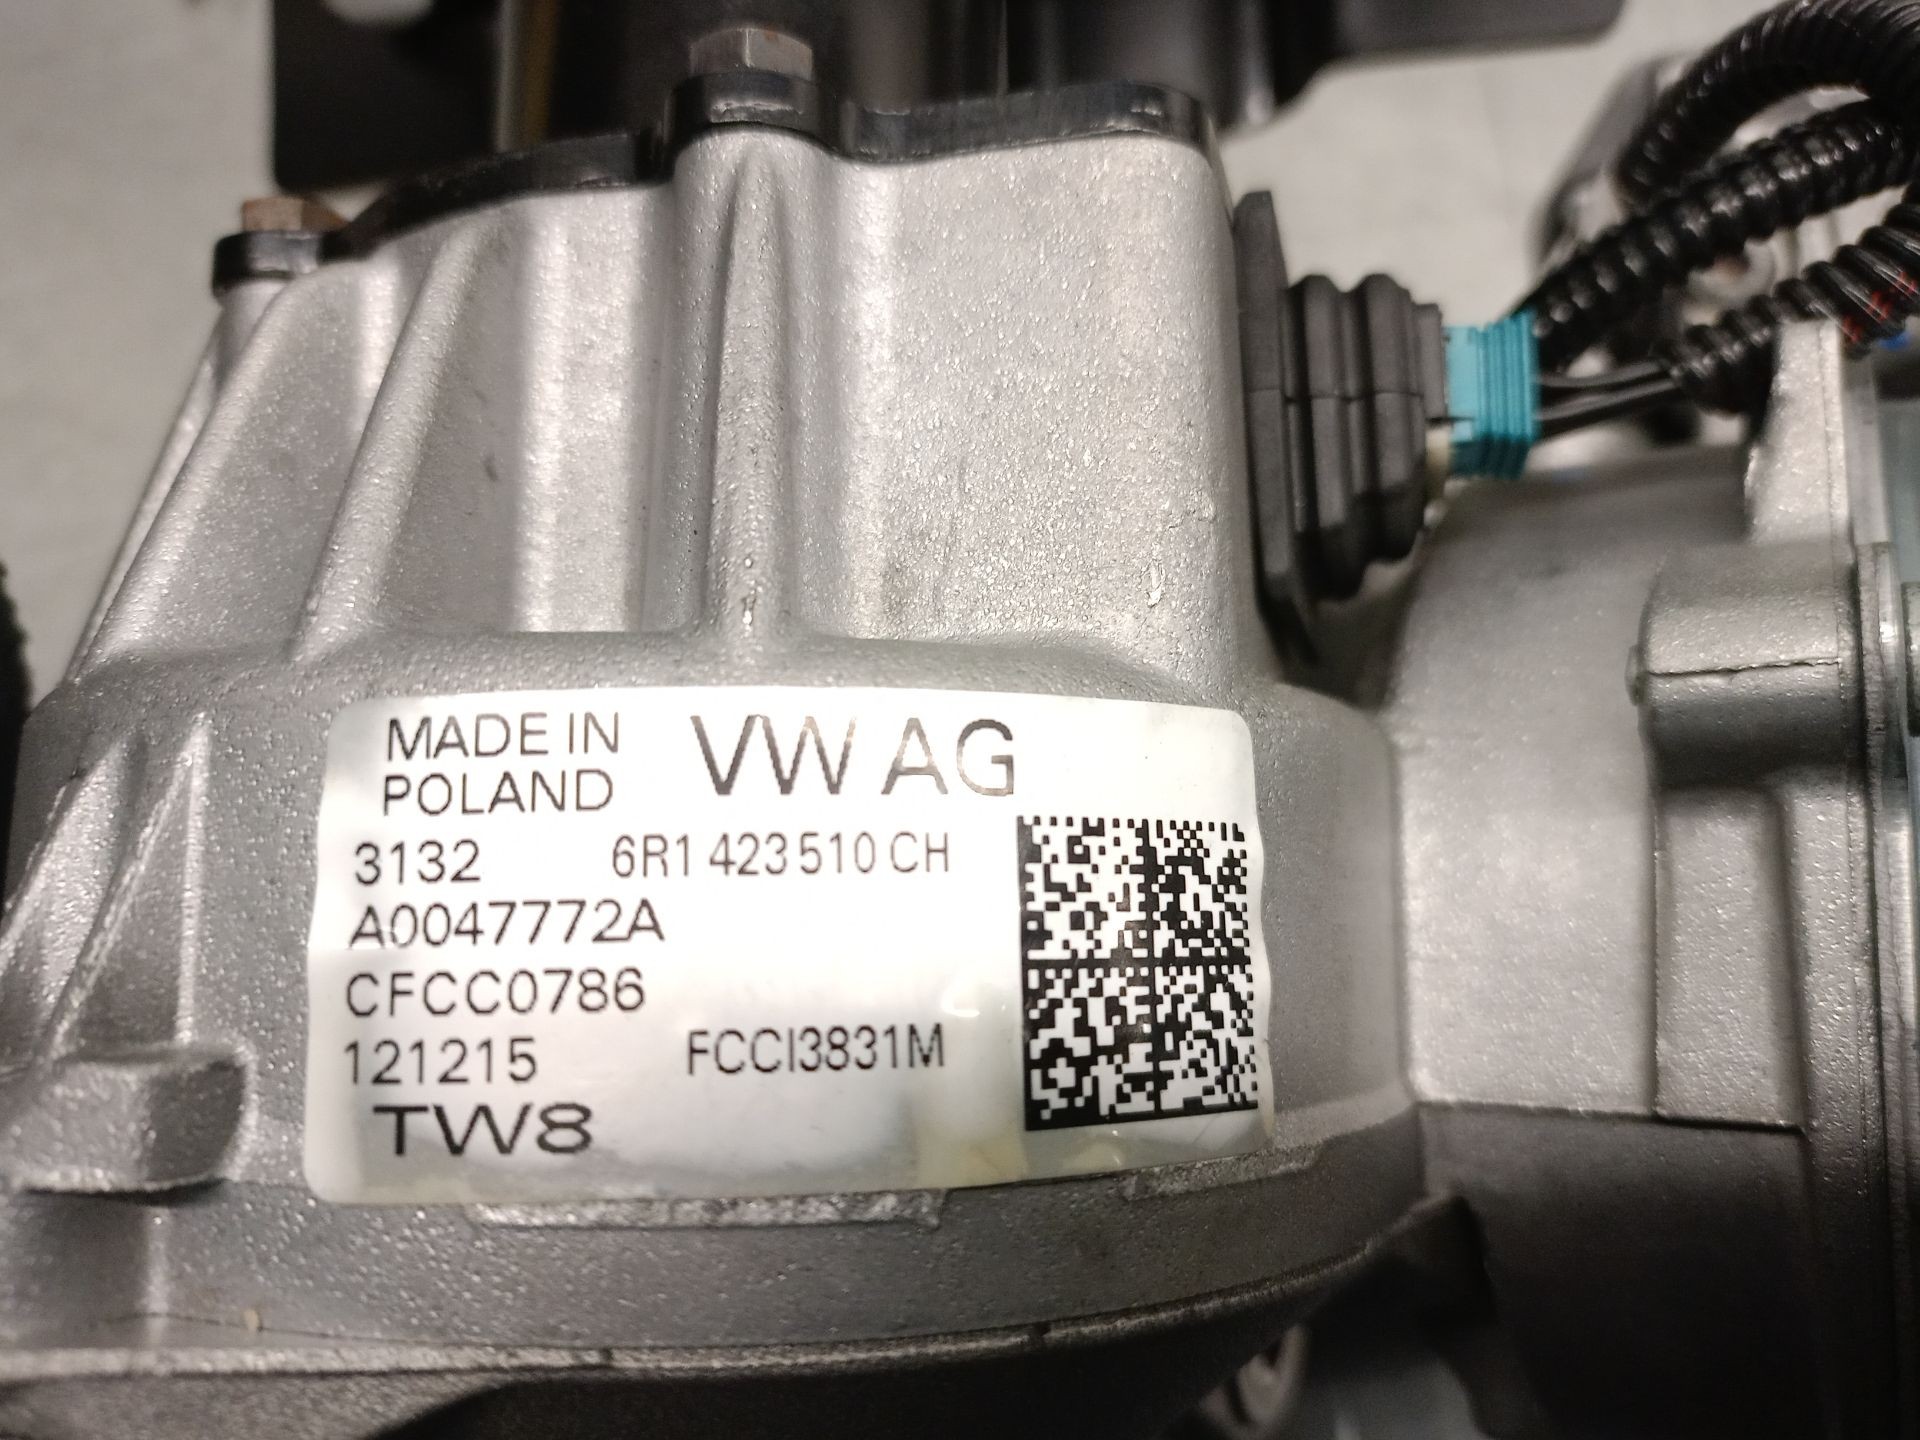 MADE IN POLAND
VW AG
3132 6R1 423 510 CH
A0047772A
CFCC0786
121215 FCCI3831M
TW8